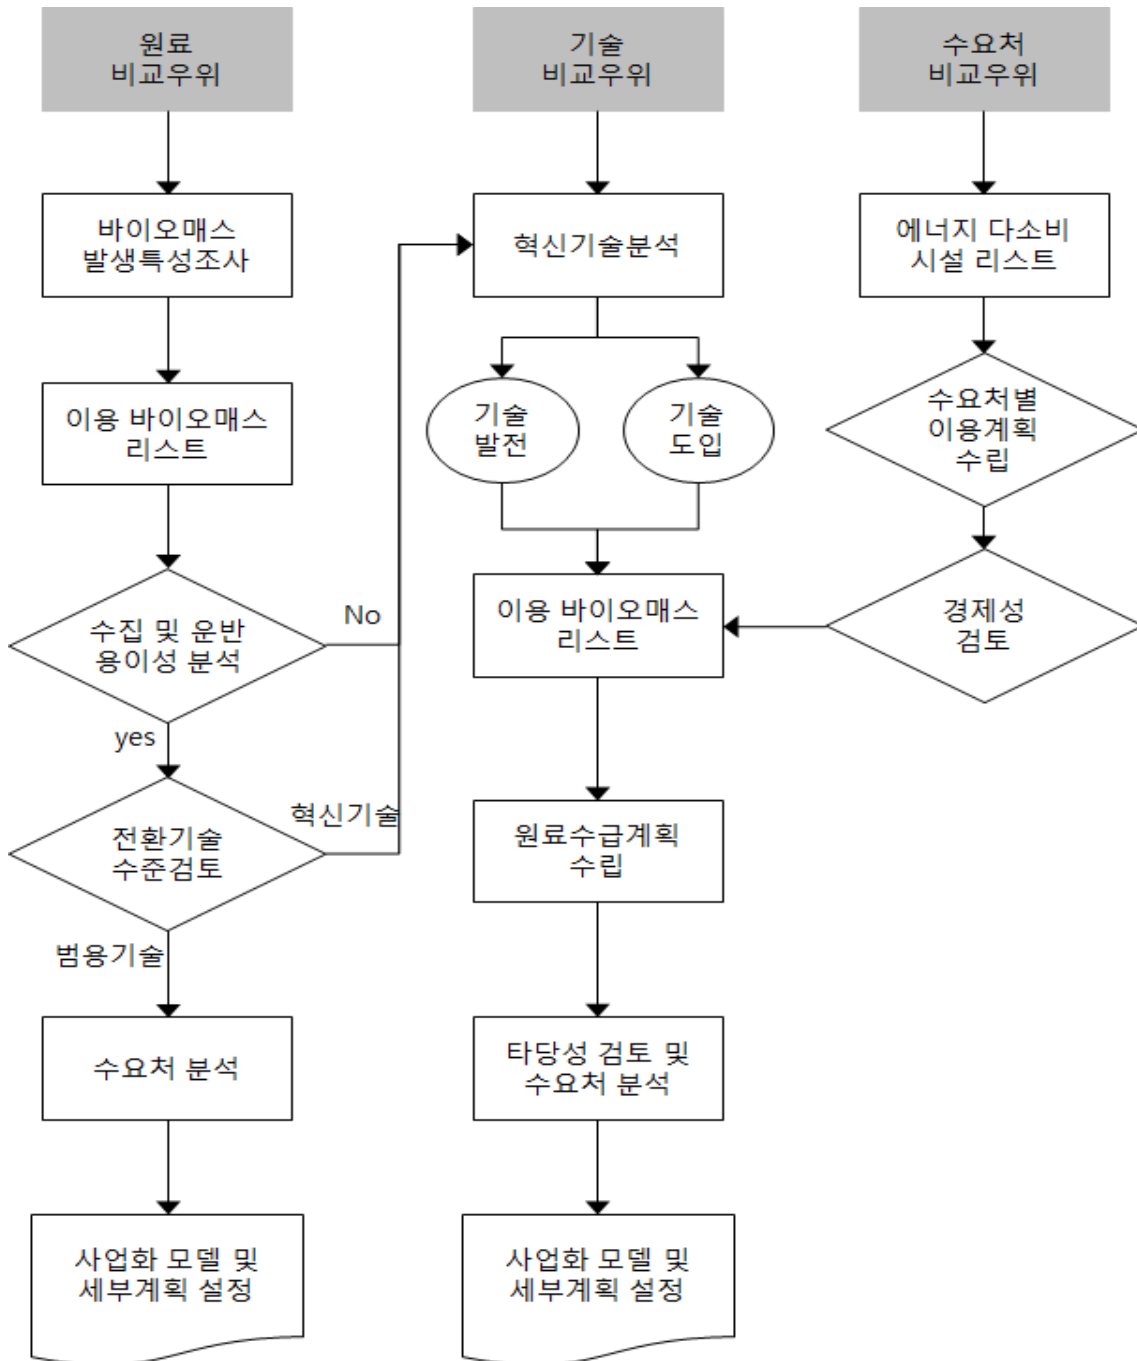 원료
비교우위
바이오매스
발생특성조사
이용 바이오매스
리스트
수집 및 운반
용이성 분석
No
yes
전환기술
수준검토
혁신기술
범용기술
수요처 분석
사업화 모델 및
세부계획 설정
기술
비교우위
혁신기술분석
기술
발전
기술
도입
이용 바이오매스
리스트
원료수급계획
수립
타당성 검토 및
수요처 분석
사업화 모델 및
세부계획 설정
수요처
비교우위
에너지 다소비
시설 리스트
수요처별
이용계획
수립
경제성
검토